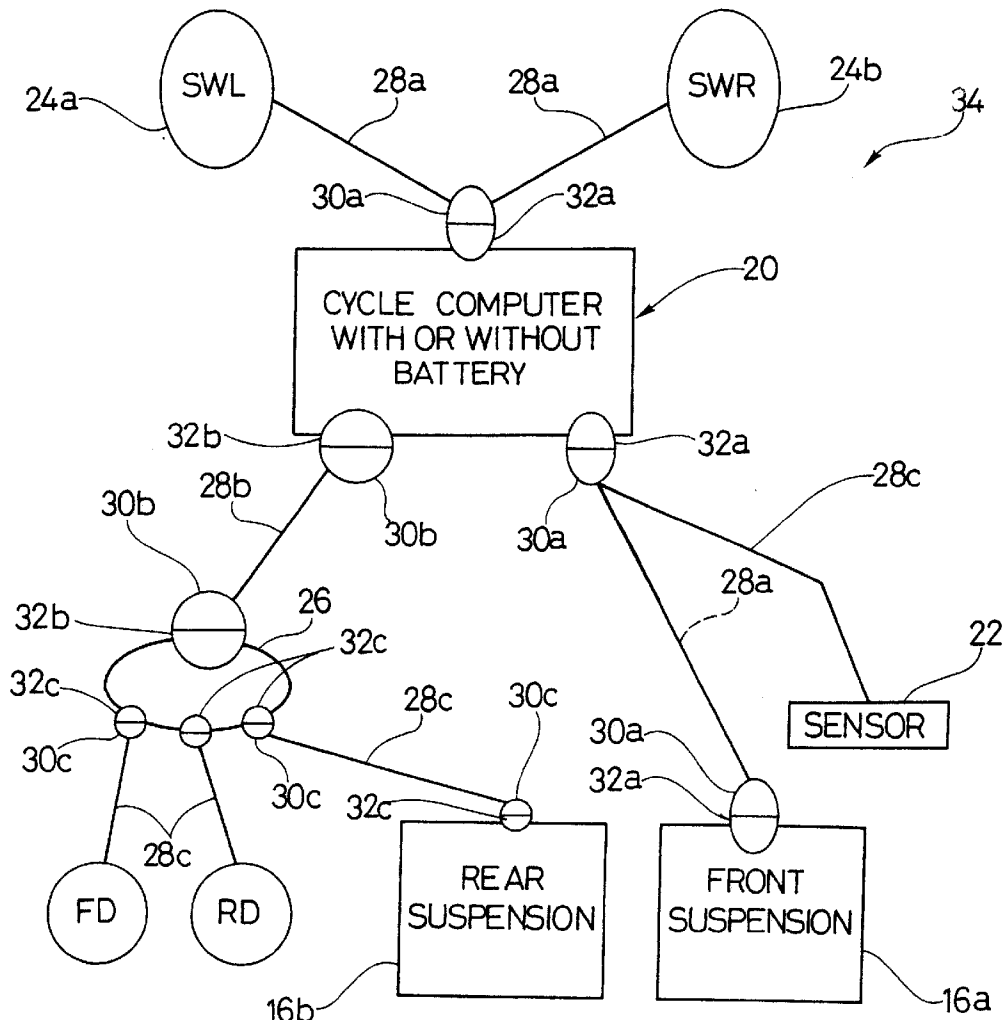 SWL
SWR
24a
28a
28a
24b
34
30a
32a
20
CYCLE COMPUTER
WITH OR WITHOUT
BATTERY
32b
32a
28b
28c
30b
30b
30a
28a
32b
26
32c
22
32c
28c
30c
SENSOR
30c
30c
30a
32c
32a
28c
FD
RD
REAR
SUSPENSION
FRONT
SUSPENSION
16b
16a